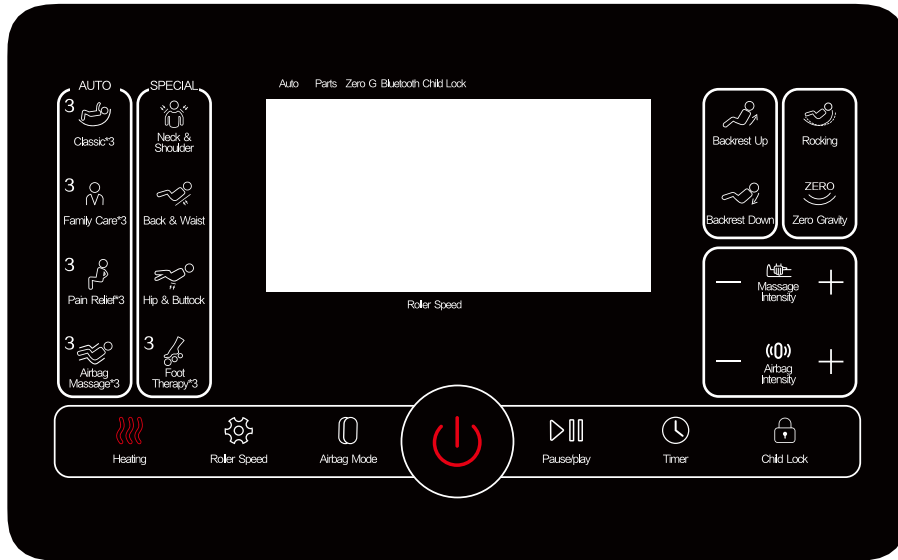 AUTO
3
Classic*3
3
Family Care*3
3
Pain Relief*3
3
Airbag
Massage*3
SPECIAL
Neck &
Shoulder
Back & Waist
Hip & Buttock
3
Foot
Therapy*3
Auto Parts Zero G Bluetooth Child Lock
Roller Speed
Backrest Up
Backrest Down
Rocking
ZERO
Zero Gravity
Massage
Intensity
Airbag
Intensity
Heating
Roller Speed
Airbag Mode
Pause/play
Timer
Child Lock